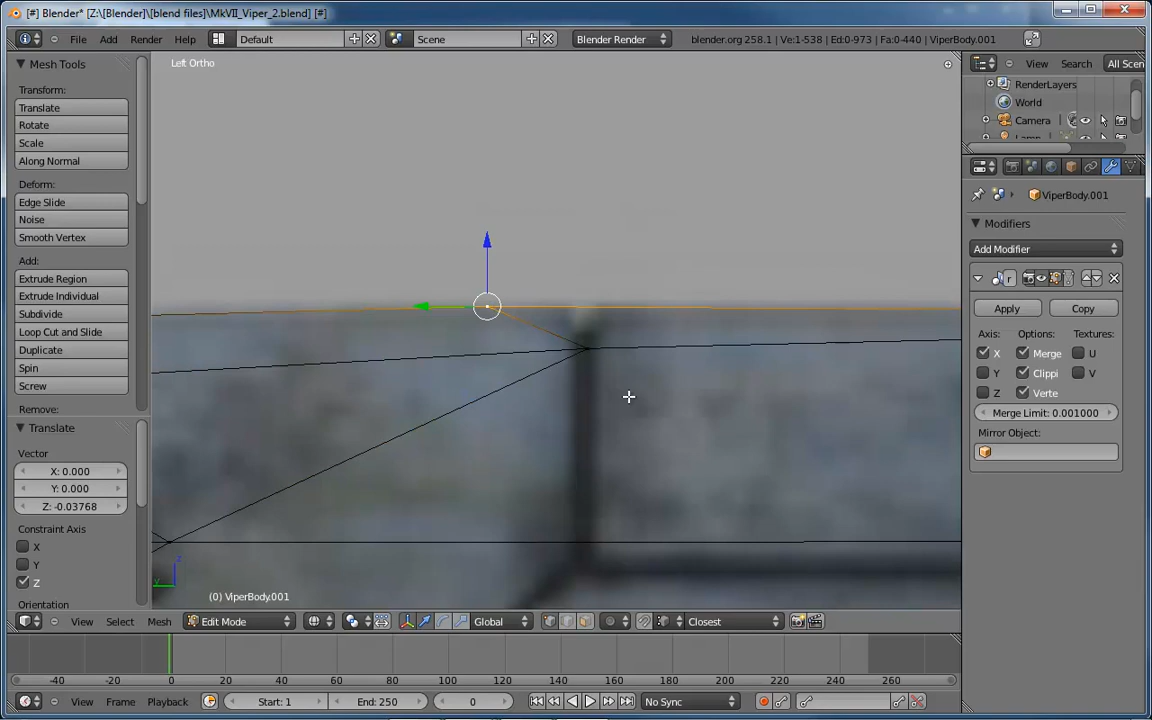 [#] Blender* [Z:\[Blender]\[blend files]\MkVII_Viper_2.blend] [#]
File Add Render Help Default Scene Blender Render blender.org 258.1 | Ve:1-538 | Ed:0-973 | Fa:0-440 | ViperBody.001
Mesh Tools
Transform:
Translate
Rotate
Scale
Along Normal
Deform:
Edge Slide
Noise
Smooth Vertex
Add:
Extrude Region
Extrude Individual
Subdivide
Loop Cut and Slide
Duplicate
Spin
Screw
Remove:
Translate
Vector
X: 0.000
Y: 0.000
Z: -0.03768
Constraint Axis
X
Y
Z
Orientation
Left Ortho
z
y
(0) ViperBody.001
View Select Mesh Edit Mode Global Closest
View Search All Scen
RenderLayers
World
Camera
ViperBody.001
Modifiers
Add Modifier
r
Apply Copy
Axis: Options: Textures:
X Merge U
Y Clippi V
Z Verte
Merge Limit: 0.001000
Mirror Object:
-40 -20 0 20 40 60 80 100 120 140 160 180 200 220 240 260
View Frame Playback Start: 1 End: 250 0 No Sync